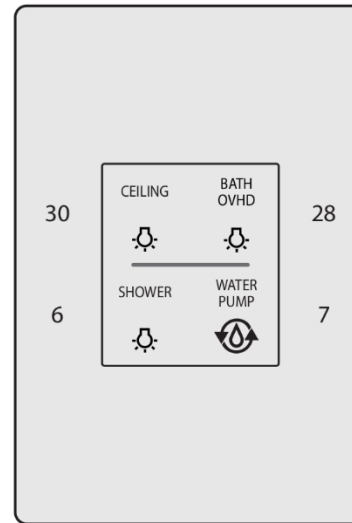 CEILING
BATH
OVHD
30
28
SHOWER
WATER
PUMP
6
7